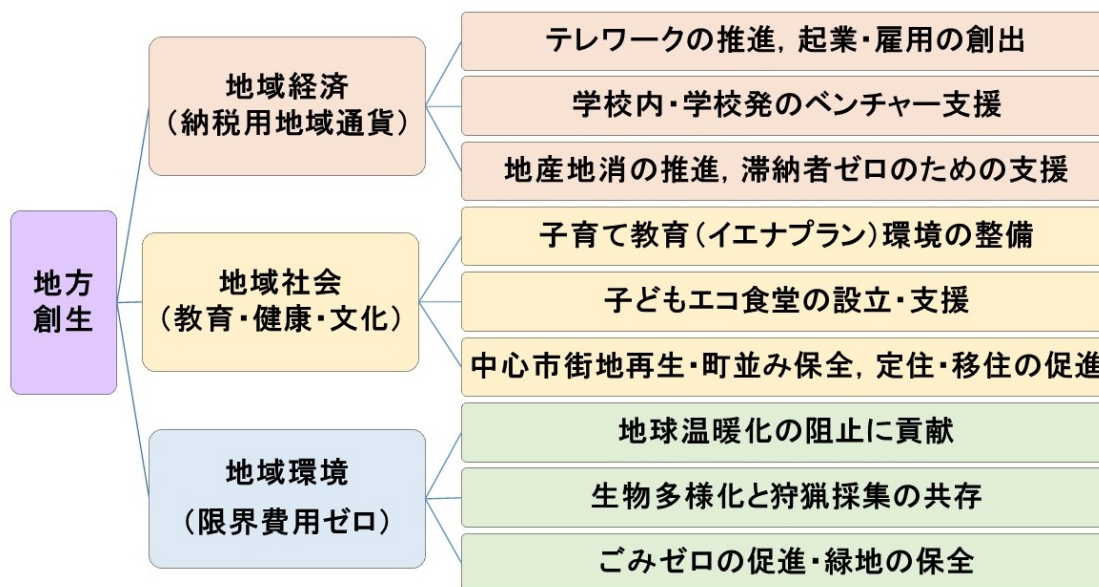 地方
創生
地域経済
（納税用地域通貨）
テレワークの推進, 起業・雇用の創出
学校内・学校発のベンチャー支援
地産地消の推進, 滞納者ゼロのための支援
地域社会
（教育・健康・文化）
子育て教育（イエナプラン）環境の整備
子どもエコ食堂の設立・支援
中心市街地再生・町並み保全, 定住・移住の促進
地域環境
（限界費用ゼロ）
地球温暖化の阻止に貢献
生物多様化と狩猟採集の共存
ごみゼロの促進・緑地の保全